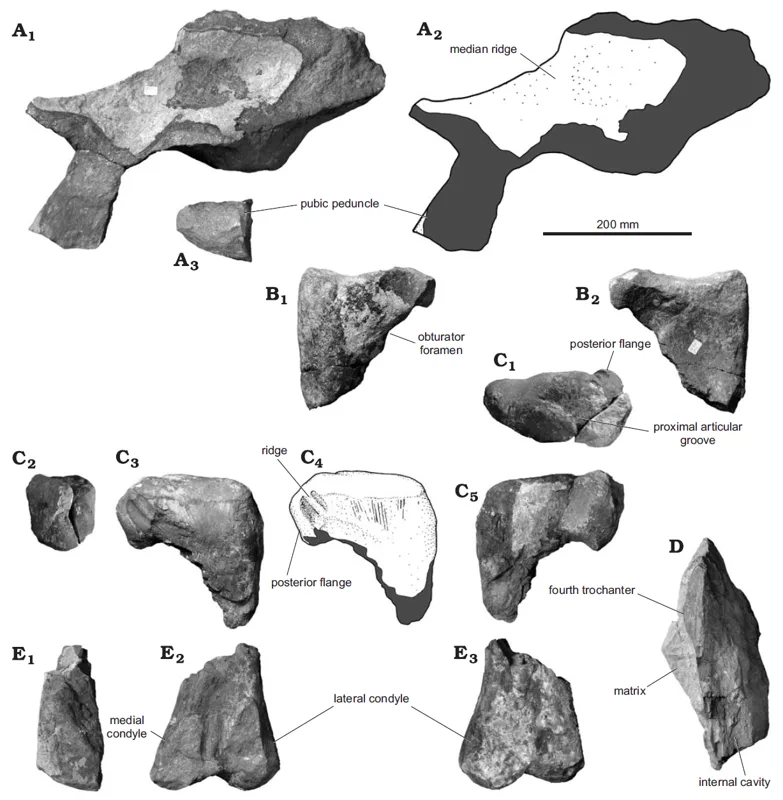 A1
A2
median ridge
pubic peduncle
200 mm
A3
B1
B2
obturator
foramen
posterior flange
C1
proximal articular
groove
ridge
C2
C3
C4
C5
D
posterior flange
fourth trochanter
E1
E2
E3
matrix
lateral condyle
medial
condyle
internal cavity